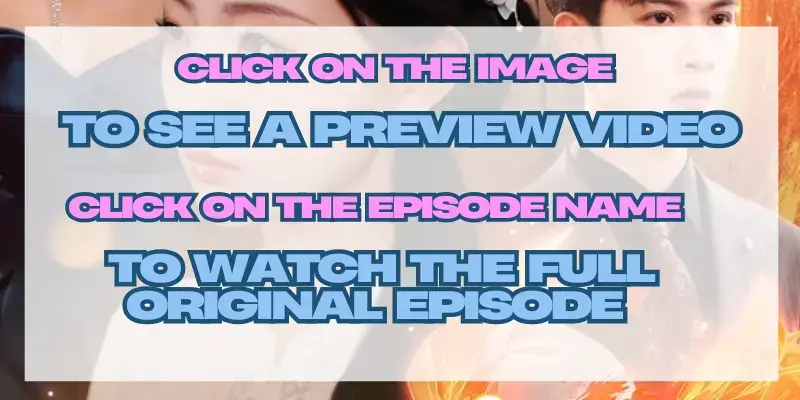 CLICK ON THE IMAGE
TO SEE A PREVIEW VIDEO
CLICK ON THE EPISODE NAME
TO WATCH THE FULL
ORIGINAL EPISODE